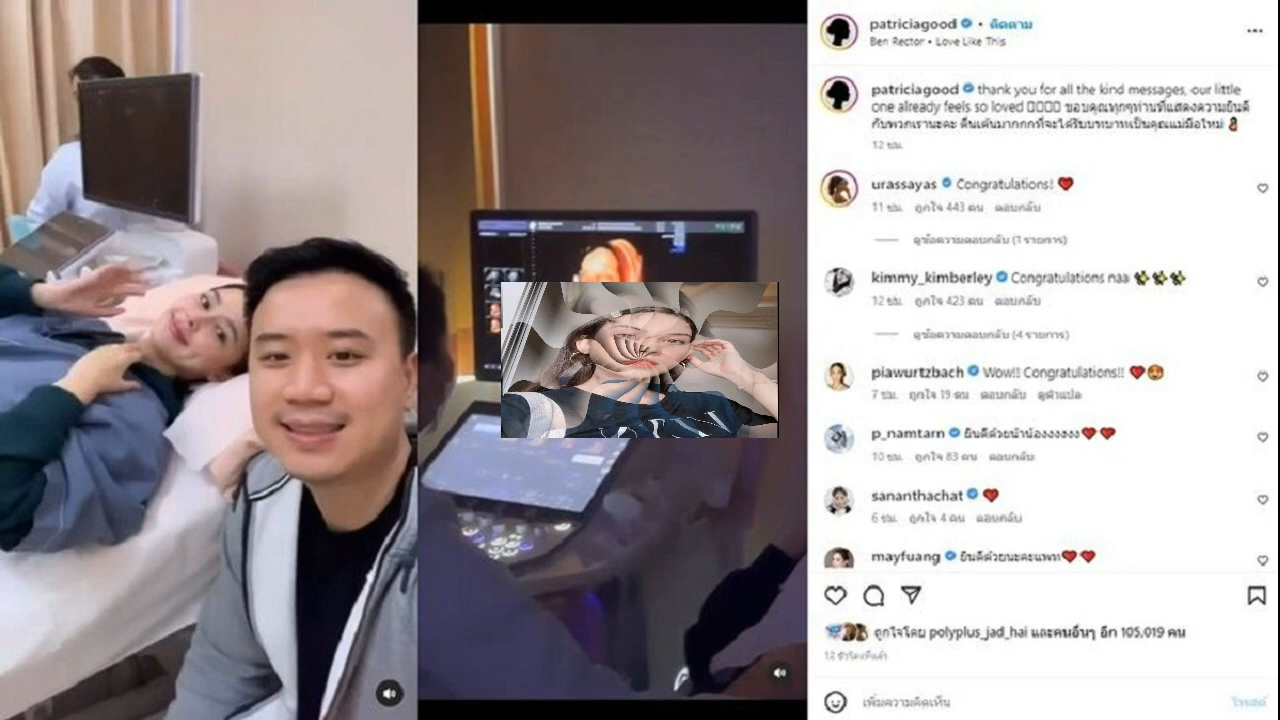 patriciagood • ติดตาม
Ben Rector • Love Like This
patriciagood thank you for all the kind messages, our little
one already feels so loved ขอบคุณทุกๆท่านที่แสดงความยินดี
กับพวกเรานะคะ ตื่นเต้นมากกกที่จะได้รับบทบาทเป็นคุณแม่มือใหม่
12 ชม.
urassayas Congratulations!
11 ชม. ถูกใจ 443 คน ตอบกลับ
ดูข้อความตอบกลับ (1 รายการ)
kimmy_kimberley Congratulations naa
12 ชม. ถูกใจ 423 คน ตอบกลับ
ดูข้อความตอบกลับ (4 รายการ)
piawurtzbach Wow!! Congratulations!!
7 ชม. ถูกใจ 19 คน ตอบกลับ ดูคำแปล
p_namtarn ยินดีด้วยน้าน้องงงงงง
10 ชม. ถูกใจ 83 คน ตอบกลับ
sananthachat
6 ชม. ถูกใจ 4 คน ตอบกลับ
mayfuang ยินดีด้วยนะคะแพท
ถูกใจโดย polyplus_jad_hai และคนอื่นๆ อีก 105,019 คน
12 ชั่วโมงที่แล้ว
เพิ่มความคิดเห็น
โพสต์